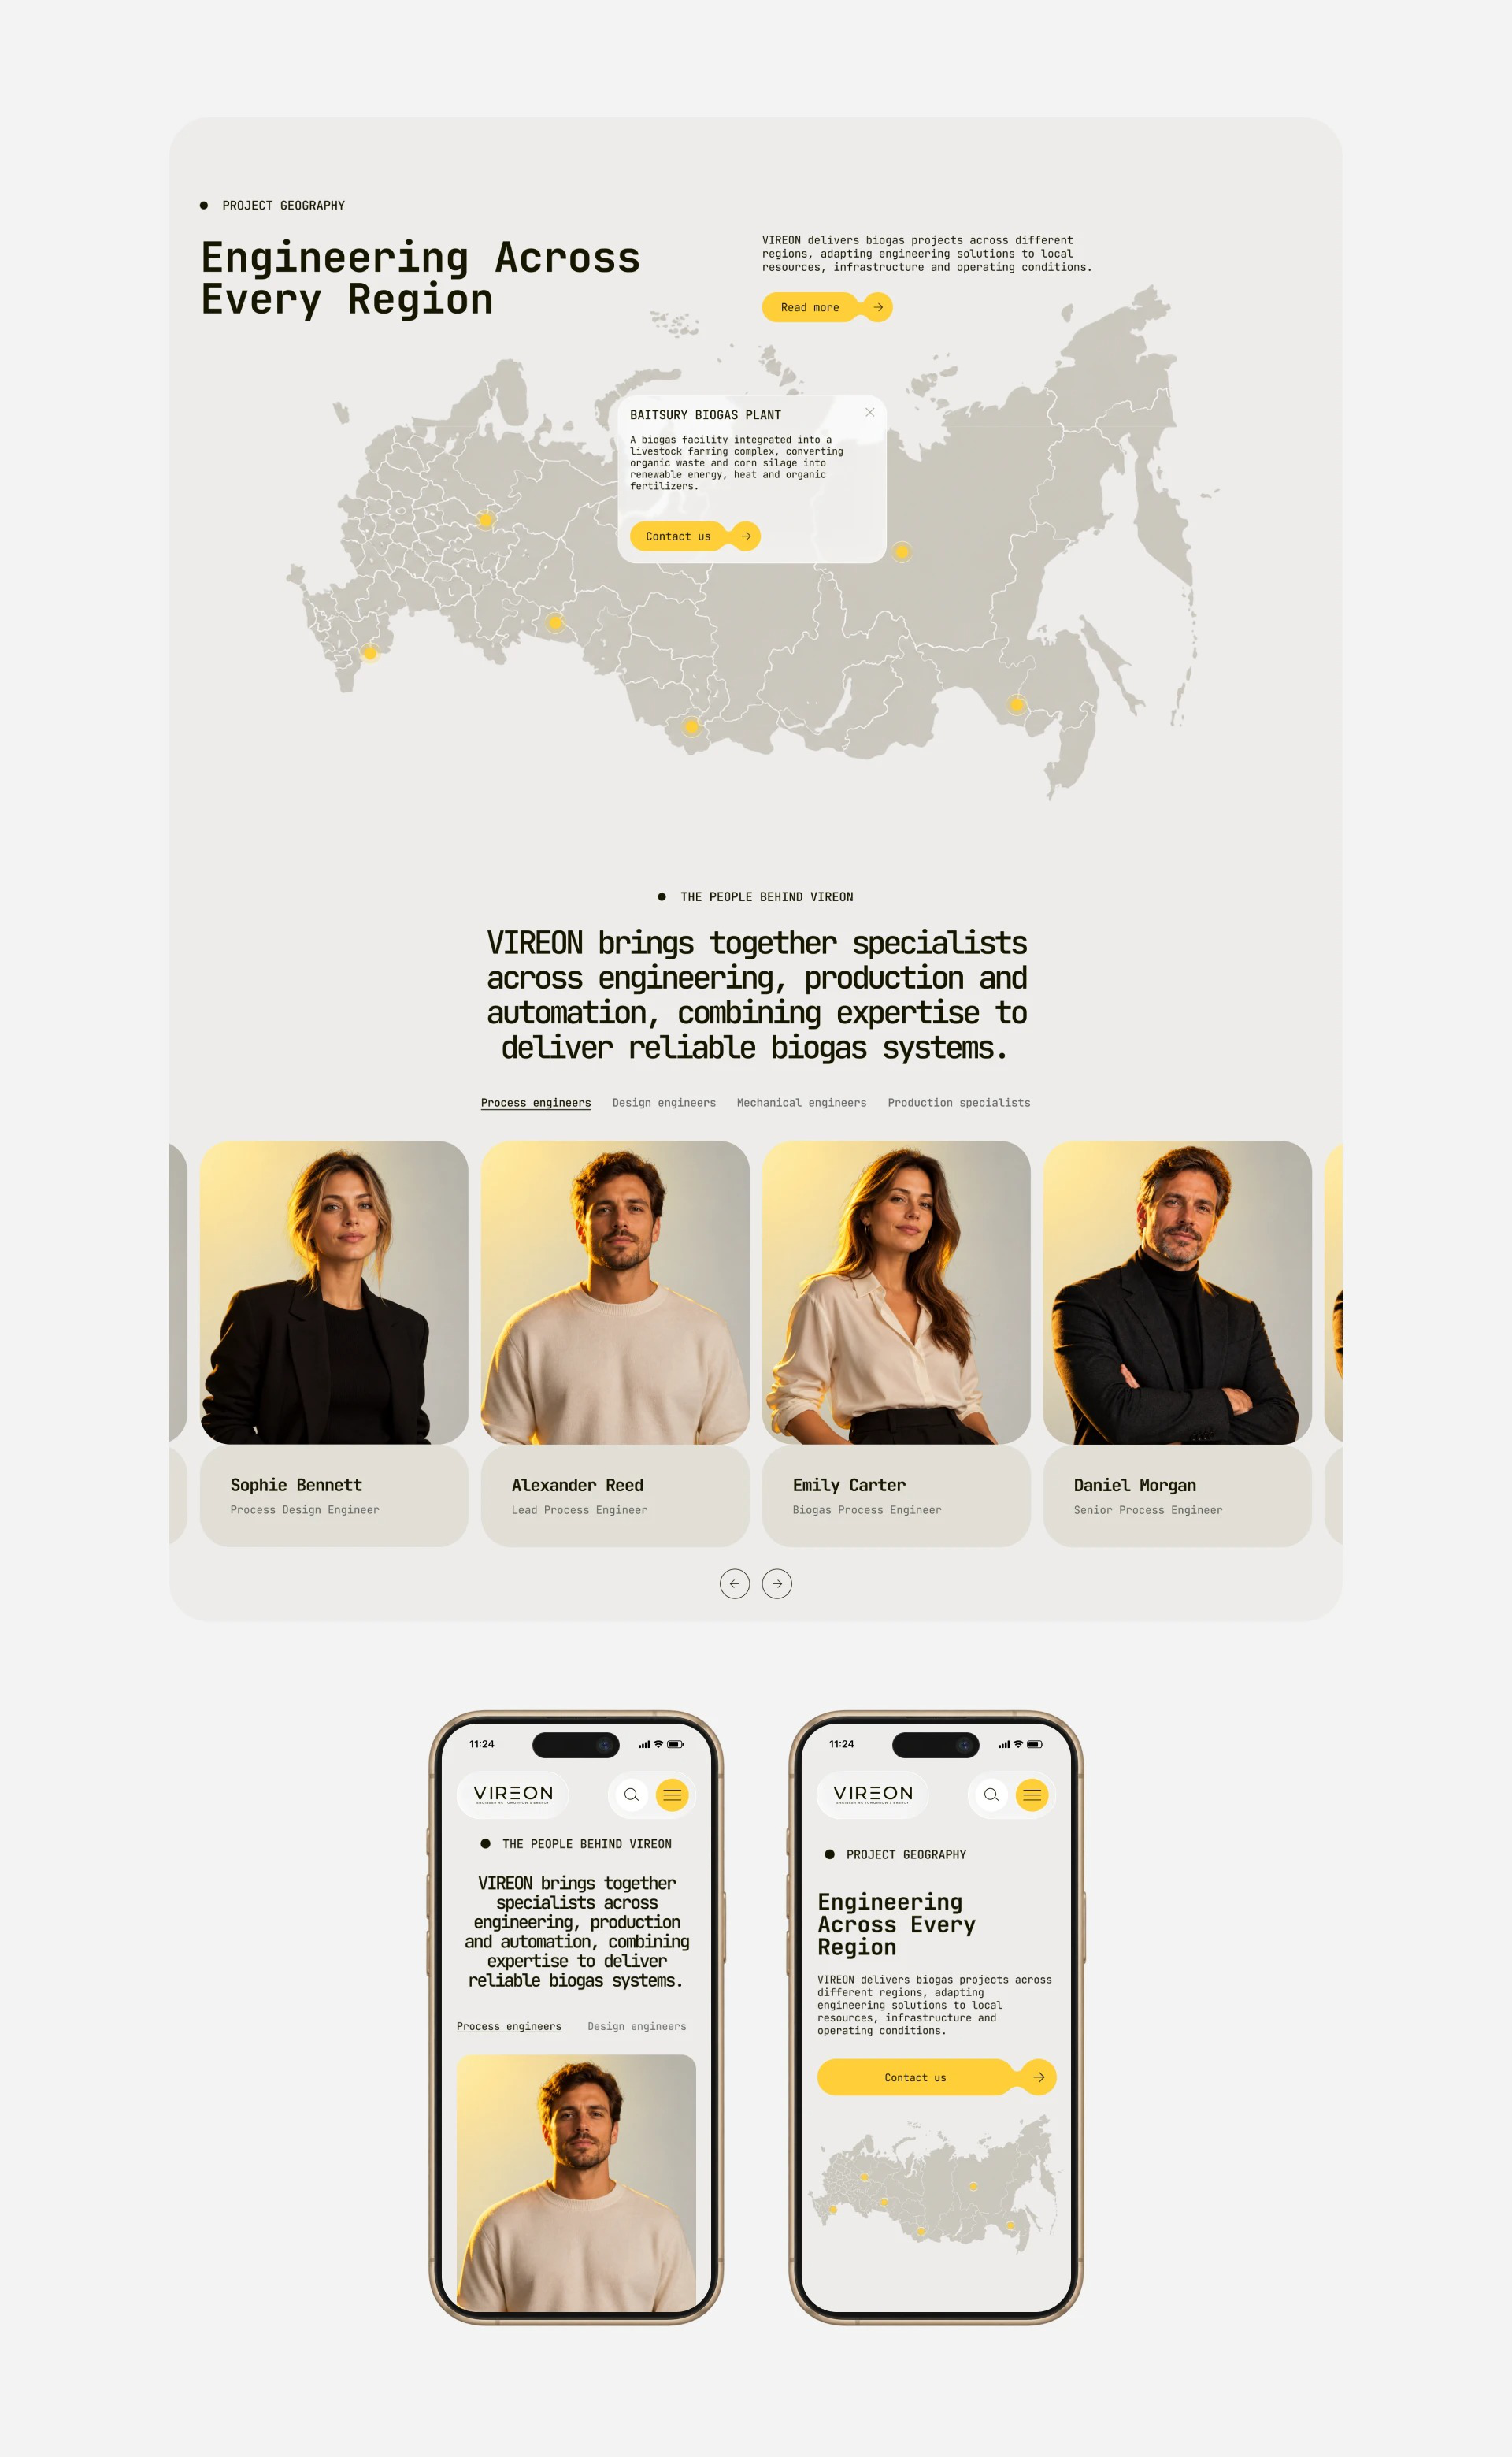 PROJECT GEOGRAPHY
Engineering Across
Every Region
VIREON delivers biogas projects across different
regions, adapting engineering solutions to local
resources, infrastructure and operating conditions.
Read more
BAITSURY BIOGAS PLANT
A biogas facility integrated into a
livestock farming complex, converting
organic waste and corn silage into
renewable energy, heat and organic
fertilizers.
Contact us
THE PEOPLE BEHIND VIREON
VIREON brings together specialists
across engineering, production and
automation, combining expertise to
deliver reliable biogas systems.
Process engineers
Design engineers
Mechanical engineers
Production specialists
Sophie Bennett
Process Design Engineer
Alexander Reed
Lead Process Engineer
Emily Carter
Biogas Process Engineer
Daniel Morgan
Senior Process Engineer
11:24
VIREON
THE PEOPLE BEHIND VIREON
VIREON brings together
specialists across
engineering, production
and automation, combining
expertise to deliver
reliable biogas systems.
Process engineers
Design engineers
11:24
VIREON
PROJECT GEOGRAPHY
Engineering
Across Every
Region
VIREON delivers biogas projects across
different regions, adapting
engineering solutions to local
resources, infrastructure and
operating conditions.
Contact us